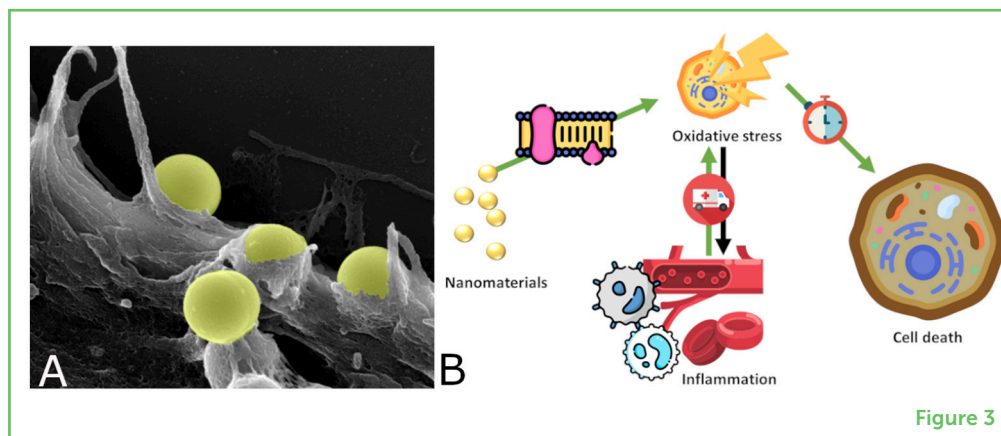 A
B
Nanomaterials
Oxidative stress
Inflammation
Cell death
Figure 3